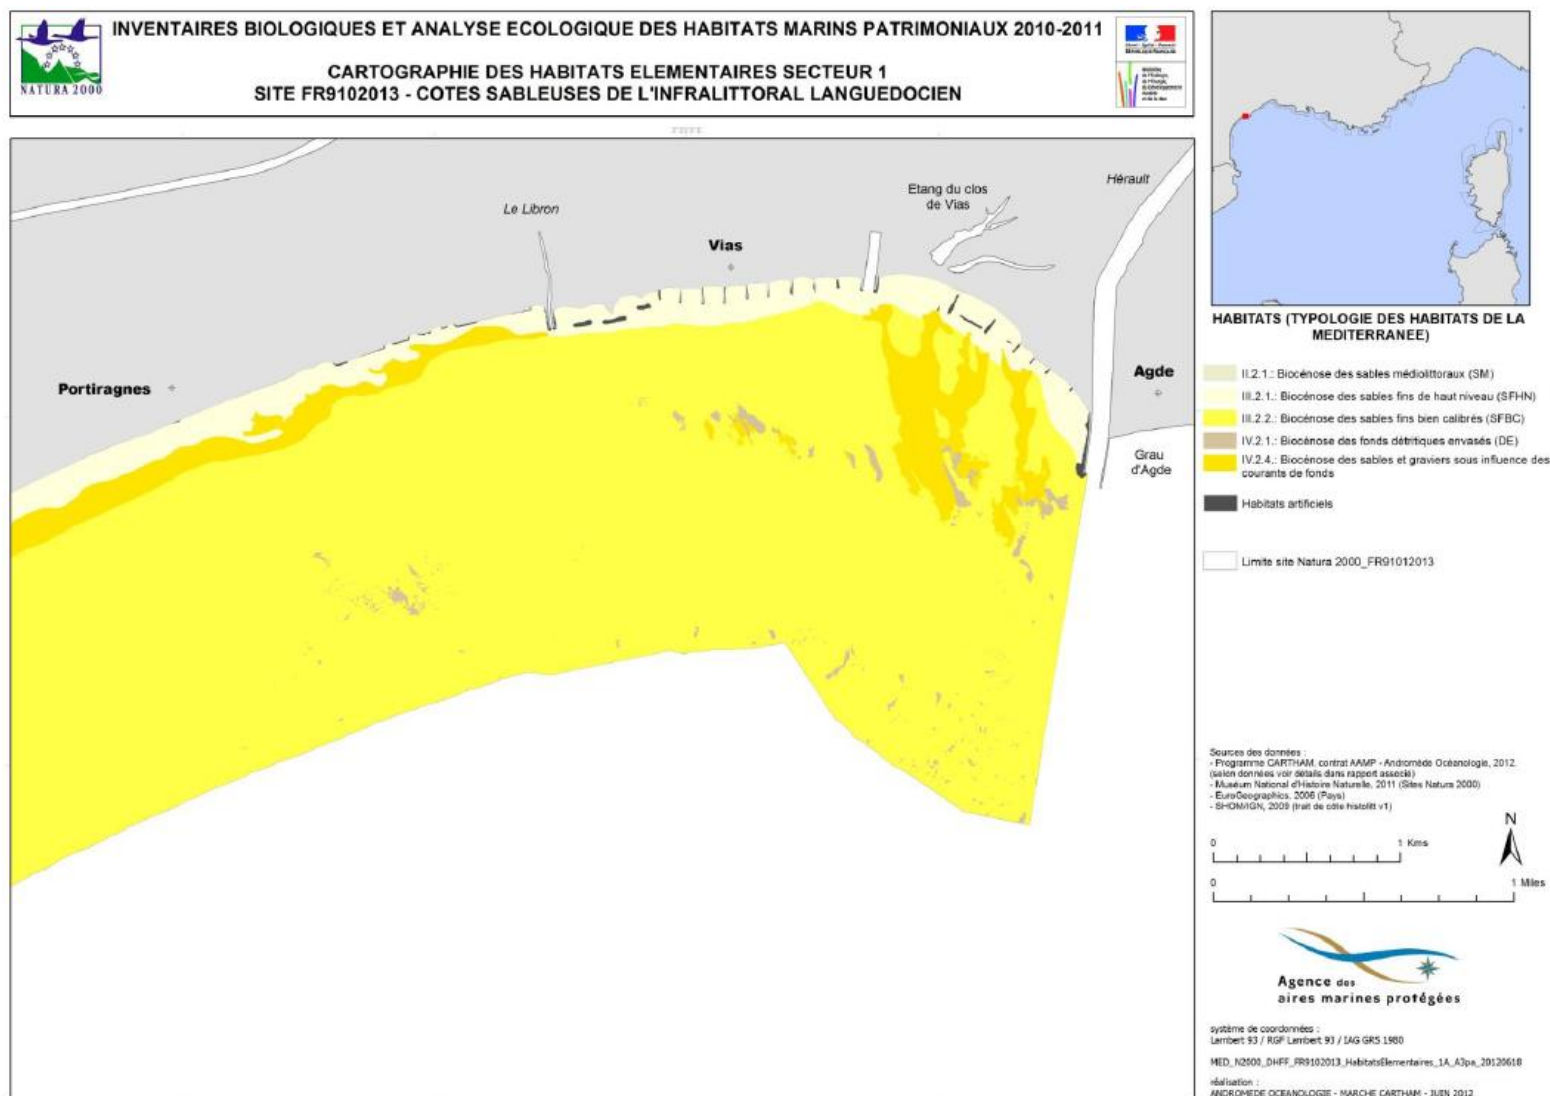 NATURA 2000
INVENTAIRES BIOLOGIQUES ET ANALYSE ECOLOGIQUE DES HABITATS MARINS PATRIMONIAUX 2010-2011
CARTOGRAPHIE DES HABITATS ELEMENTAIRES SECTEUR 1
SITE FR9102013 - COTES SABLEUSES DE L'INFRALITTORAL LANGUEDOCIEN
Le Libron
Vias
Etang du clos
de Vias
Hérault
Portiragnes
Agde
Grau
d'Agde
HABITATS (TYPOLOGIE DES HABITATS DE LA
MEDITERRANEE)
II.2.1.: Biocénose des sables médiolittoraux (SM)
III.2.1.: Biocénose des sables fins de haut niveau (SFHN)
III.2.2.: Biocénose des sables fins bien calibrés (SFBC)
IV.2.1.: Biocénose des fonds détritiques envasés (DE)
IV.2.4.: Biocénose des sables et graviers sous influence des
courants de fonds
Habitats artificiels
Limite site Natura 2000_FR91012013
Sources des données :
- Programme CARTHAM, contrat AAMP - Andromède Océanologie, 2012.
(selon données voir détails dans rapport associé)
- Muséum National d'Histoire Naturelle, 2011 (Sites Natura 2000)
- EuroGeographics, 2006 (Pays)
- SHOM/IGN, 2009 (trait de côte histolitt v1)
N
0 1 Kms
0 1 Miles
Agence des
aires marines protégées
système de coordonnées :
Lambert 93 / RGF Lambert 93 / IAG GRS 1980
MED_N2000_DHFF_FR9102013_HabitatsElementaires_1A_A3pa_20120618
réalisation :
ANDROMEDE OCEANOLOGIE - MARCHE CARTHAM - JUIN 2012